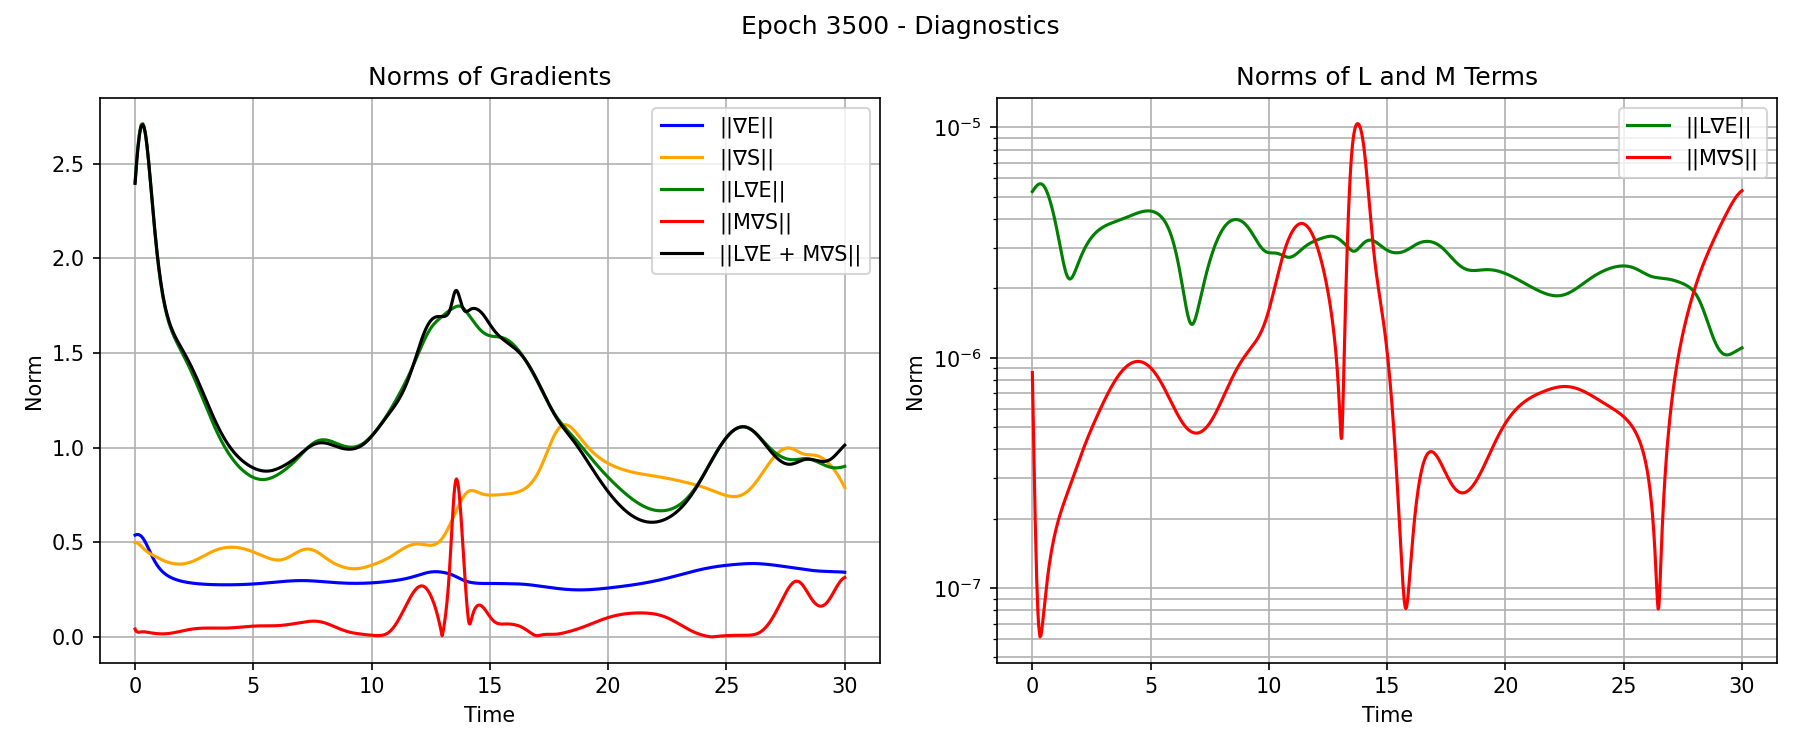 Epoch 3500 - Diagnostics
Norms of Gradients
Norm
2.5
2.0
1.5
1.0
0.5
0.0
0 5 10 15 20 25 30
Time
||∇E||
||∇S||
||L∇E||
||M∇S||
||L∇E + M∇S||
Norms of L and M Terms
Norm
10⁻⁵
10⁻⁶
10⁻⁷
0 5 10 15 20 25 30
Time
||L∇E||
||M∇S||